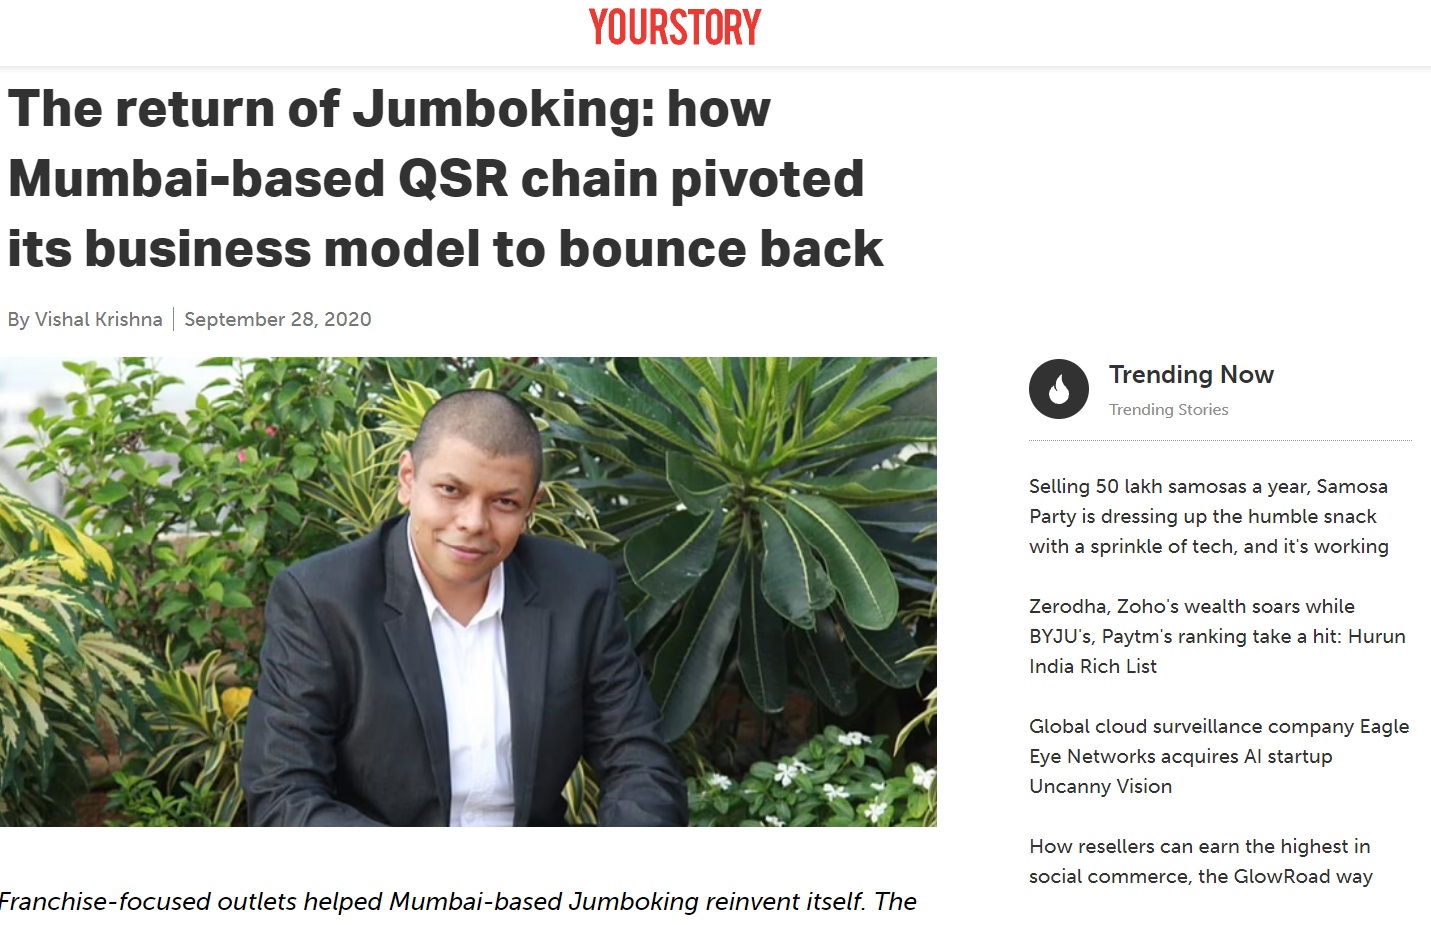 YOURSTORY
The return of Jumboking: how
Mumbai-based QSR chain pivoted
its business model to bounce back
By Vishal Krishna
September 28, 2020
Franchise-focused outlets helped Mumbai-based Jumboking reinvent itself. The
Trending Now
Trending Stories
Selling 50 lakh samosas a year, Samosa
Party is dressing up the humble snack
with a sprinkle of tech, and it's working
Zerodha, Zoho's wealth soars while
BYJU's, Paytm's ranking take a hit: Hurun
India Rich List
Global cloud surveillance company Eagle
Eye Networks acquires AI startup
Uncanny Vision
How resellers can earn the highest in
social commerce, the GlowRoad way